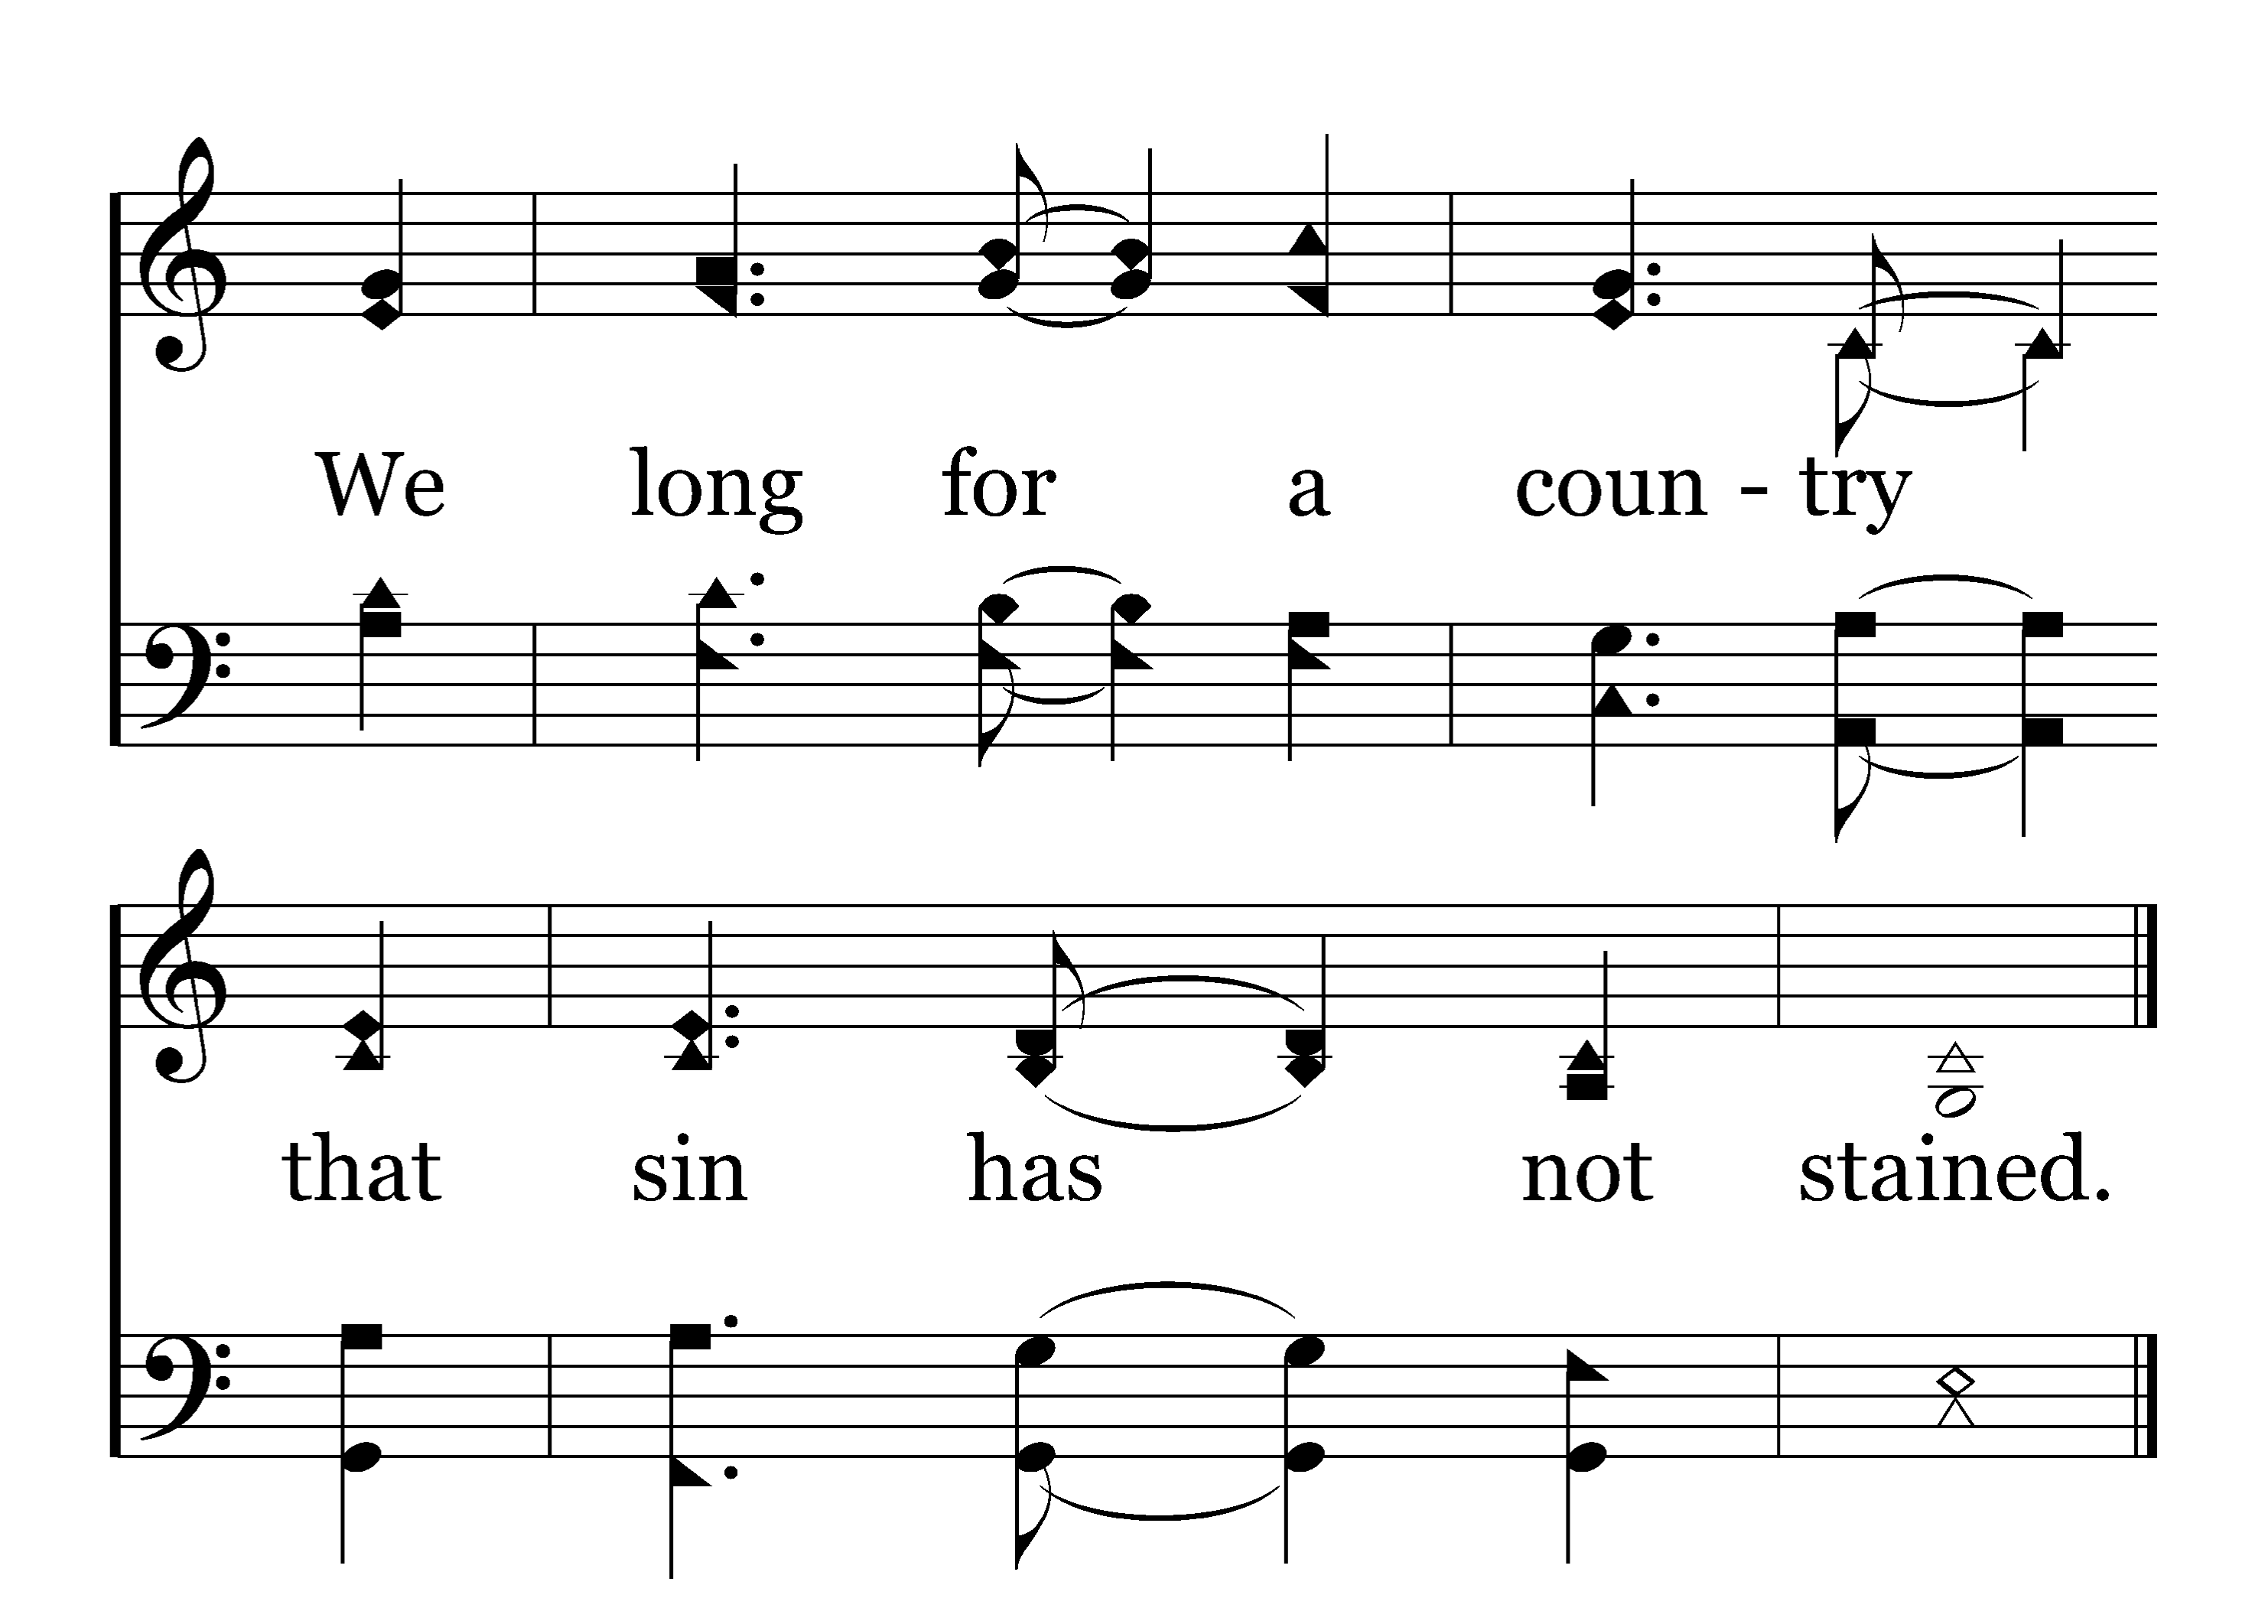 We long for a coun - try
that sin has not stained.